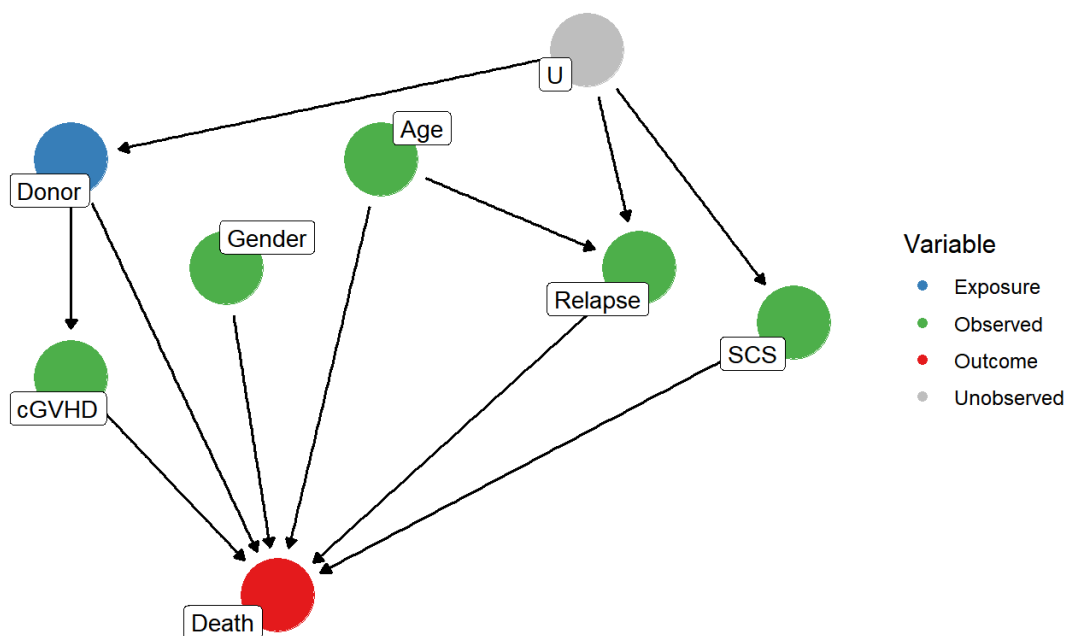 U
Age
Donor
Gender
Relapse
SCS
cGVHD
Death
Variable
Exposure
Observed
Outcome
Unobserved